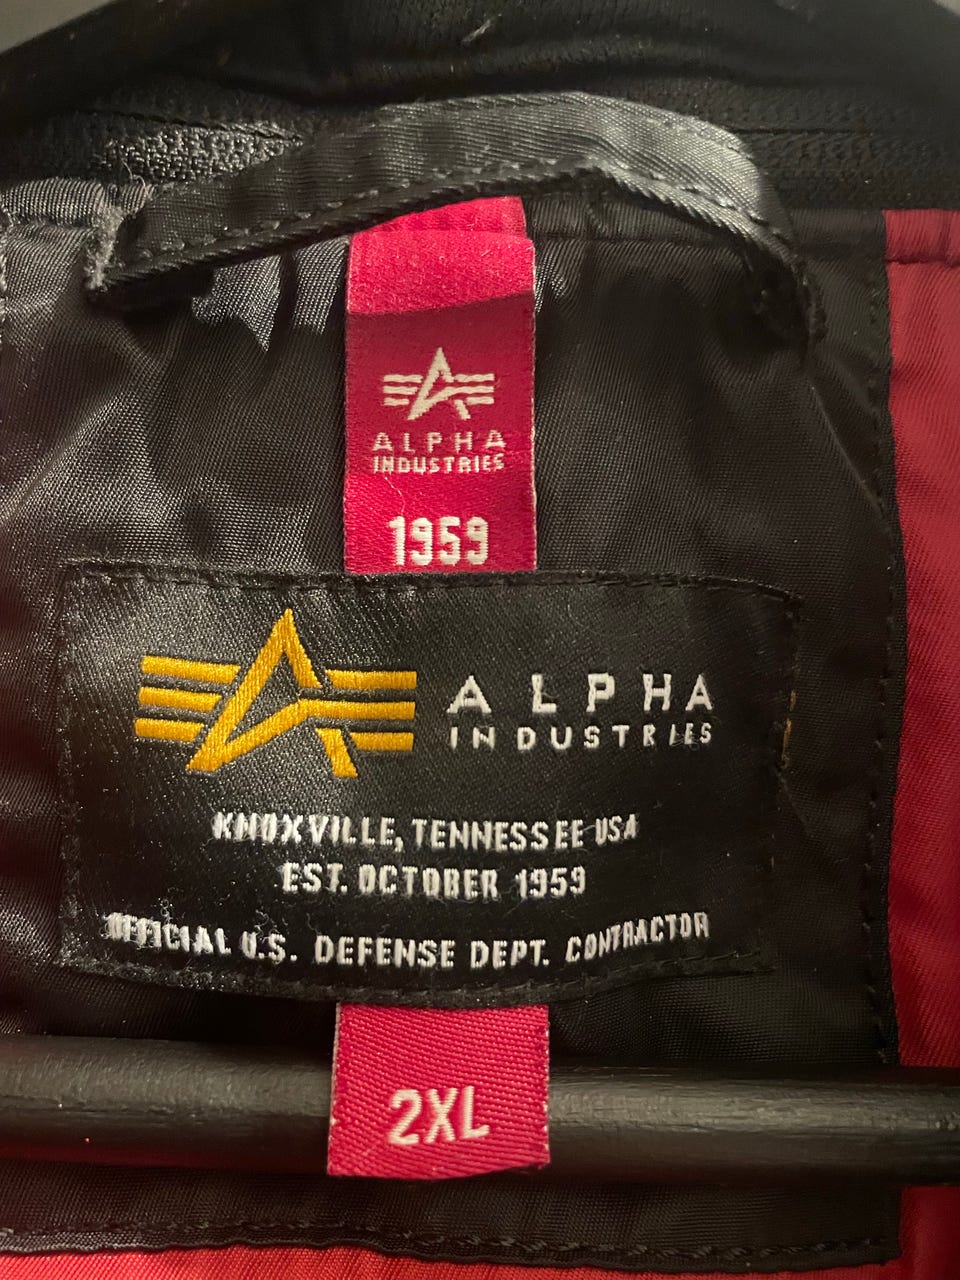 ALPHA
INDUSTRIES
1959
ALPHA
INDUSTRIES
KNOXVILLE, TENNESSEE USA
EST. OCTOBER 1959
OFFICIAL U.S. DEFENSE DEPT. CONTRACTOR
2XL